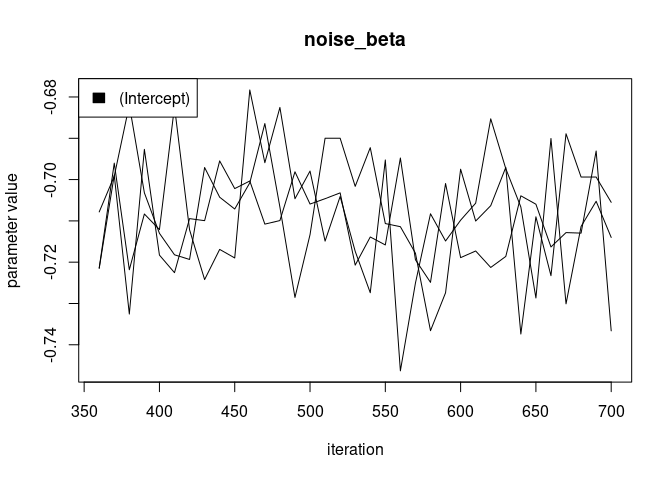 noise_beta
(Intercept)
parameter value
-0.68
-0.70
-0.72
-0.74
350 400 450 500 550 600 650 700
iteration